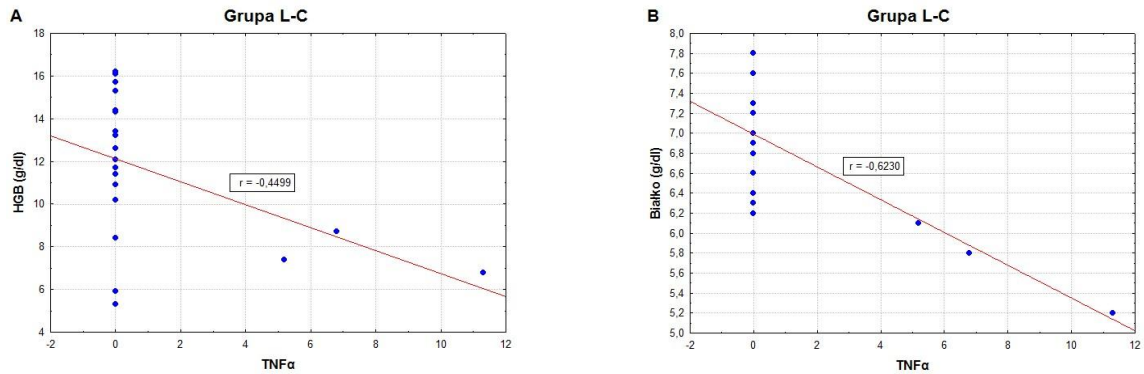 A
Grupa L-C
18
16
14
12
10
8
6
4
HGB (g/dl)
r = -0,4499
-2 0 2 4 6 8 10 12
TNFα
B
Grupa L-C
8,0
7,8
7,6
7,4
7,2
7,0
6,8
6,6
6,4
6,2
6,0
5,8
5,6
5,4
5,2
5,0
Białko (g/dl)
r = -0,6230
-2 0 2 4 6 8 10 12
TNFα